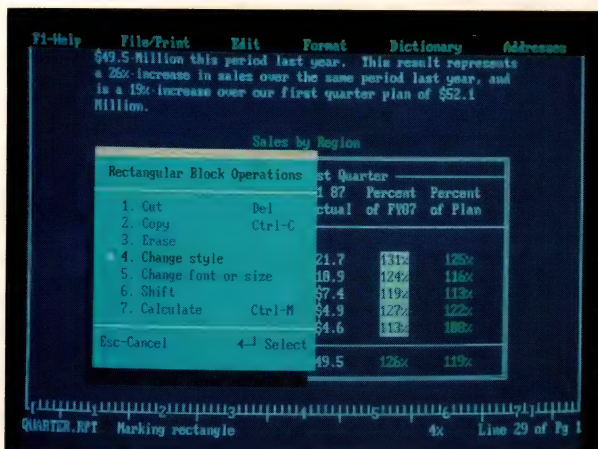 F1-Help File/Print Edit Format Dictionary Addresses
$49.5 Million this period last year. This result represents
a 26% increase in sales over the same period last year, and
is a 19% increase over our first quarter plan of $52.1
Million.
Sales by Region
Rectangular Block Operations
1. Cut Del
2. Copy Ctrl-C
3. Erase
4. Change style
5. Change font or size
6. Shift
7. Calculate Ctrl-M
Esc-Cancel ↵ Select
st Quarter
87 Percent Percent
ctual of FY87 of Plan
21.7 131% 125%
18.9 124% 116%
$7.4 119% 113%
$4.9 127% 122%
$4.6 113% 108%
49.5 126% 119%
QUARTER.RPT Marking rectangle 4% Line 29 of Pg 1